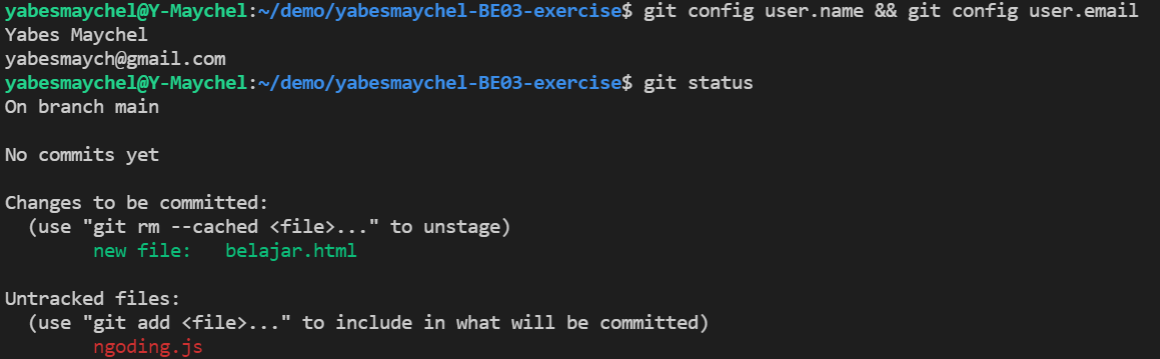 yabesmaychel@Y-Maychel:~/demo/yabesmaychel-BE03-exercise$ git config user.name && git config user.email
Yabes Maychel
yabesmaych@gmail.com
yabesmaychel@Y-Maychel:~/demo/yabesmaychel-BE03-exercise$ git status
On branch main
No commits yet
Changes to be committed:
  (use "git rm --cached <file>..." to unstage)
        new file:   belajar.html
Untracked files:
  (use "git add <file>..." to include in what will be committed)
        ngoding.js